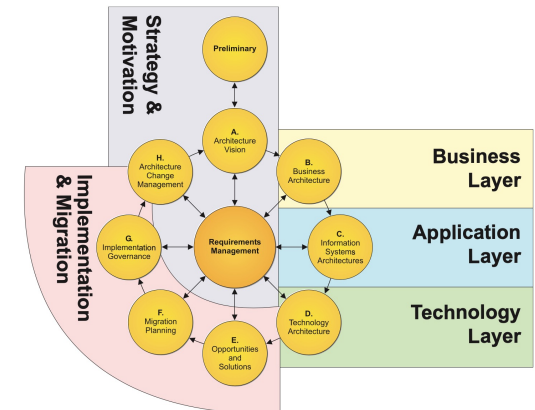 Strategy &
Motivation
Preliminary
A.
Architecture
Vision
H.
Architecture
Change
Management
B.
Business
Architecture
Business
Layer
Implementation
& Migration
G.
Implementation
Governance
Requirements
Management
C.
Information
Systems
Architectures
Application
Layer
F.
Migration
Planning
E.
Opportunities
and
Solutions
D.
Technology
Architecture
Technology
Layer